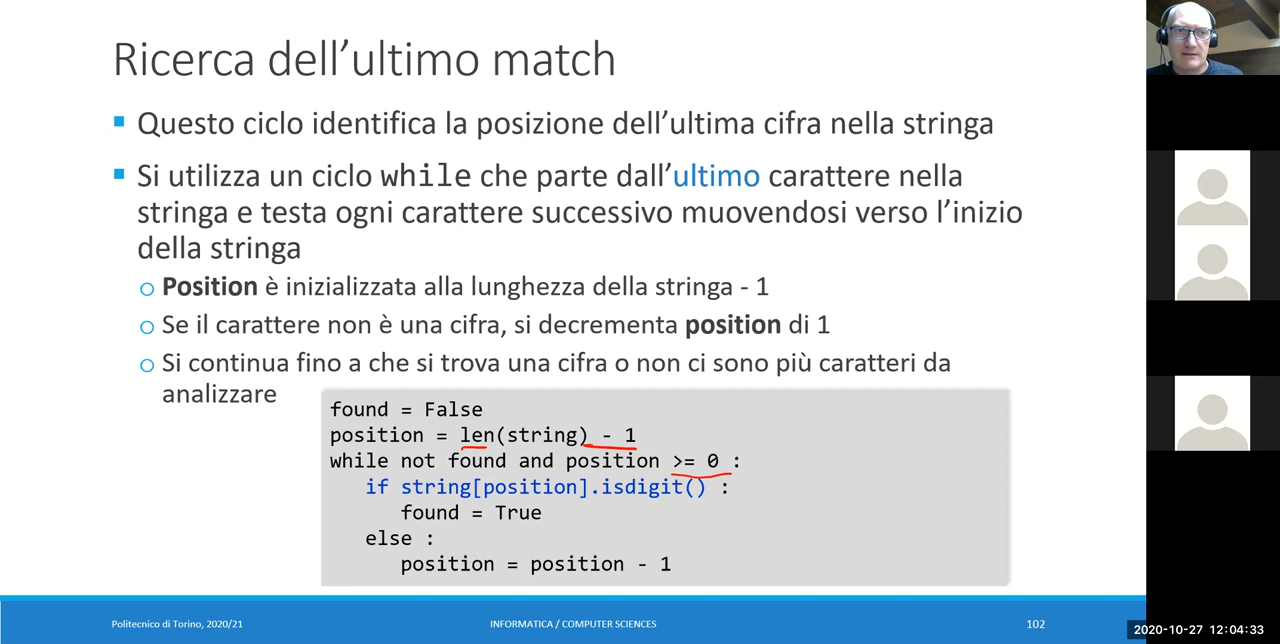 Ricerca dell’ultimo match
Questo ciclo identifica la posizione dell’ultima cifra nella stringa
Si utilizza un ciclo while che parte dall’ultimo carattere nella
stringa e testa ogni carattere successivo muovendosi verso l’inizio
della stringa
Position è inizializzata alla lunghezza della stringa - 1
Se il carattere non è una cifra, si decrementa position di 1
Si continua fino a che si trova una cifra o non ci sono più caratteri da
analizzare
found = False
position = len(string) - 1
while not found and position >= 0 :
if string[position].isdigit() :
found = True
else :
position = position - 1
Politecnico di Torino, 2020/21
INFORMATICA / COMPUTER SCIENCES
102
2020-10-27 12:04:33